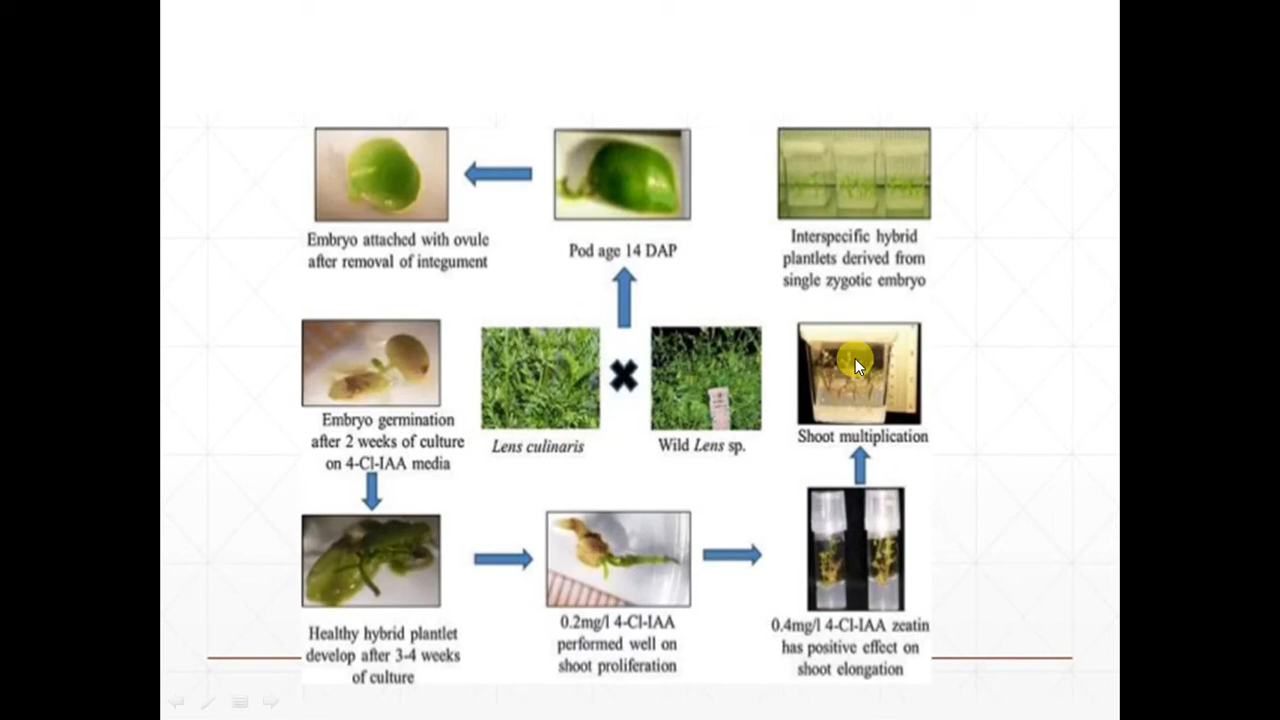 Embryo attached with ovule
after removal of integument
Pod age 14 DAP
Interspecific hybrid
plantlets derived from
single zygotic embryo
Embryo germination
after 2 weeks of culture
on 4-Cl-IAA media
Lens culinaris
Wild Lens sp.
Shoot multiplication
Healthy hybrid plantlet
develop after 3-4 weeks
of culture
0.2mg/l 4-Cl-IAA
performed well on
shoot proliferation
0.4mg/l 4-Cl-IAA zeatin
has positive effect on
shoot elongation